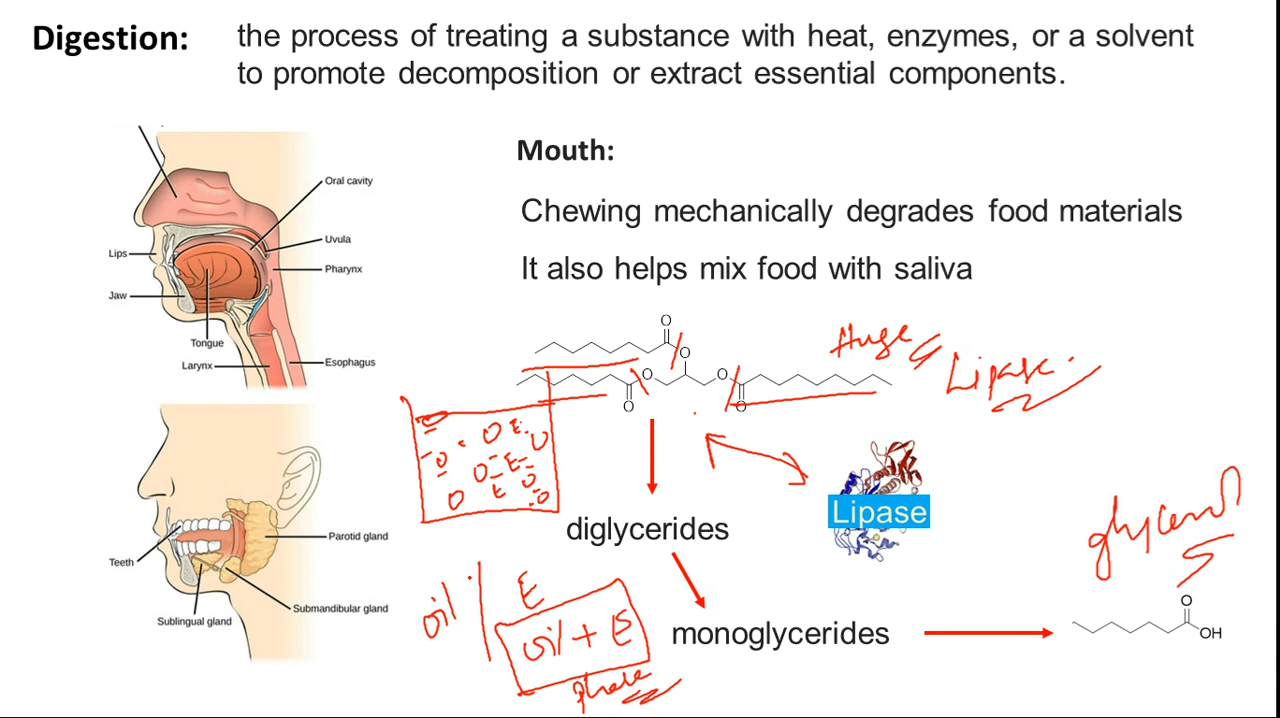 Digestion:
the process of treating a substance with heat, enzymes, or a solvent
to promote decomposition or extract essential components.
Mouth:
Chewing mechanically degrades food materials
It also helps mix food with saliva
Oral cavity
Uvula
Lips
Pharynx
Jaw
Tongue
Larynx
Esophagus
O
O
O
O
O
O
Huge
Lipase
O E
O
O
O E
O
O E
O
Lipase
diglycerides
glycerol
Parotid gland
Teeth
Submandibular gland
Sublingual gland
oil
E
oil + E
phase
monoglycerides
O
OH